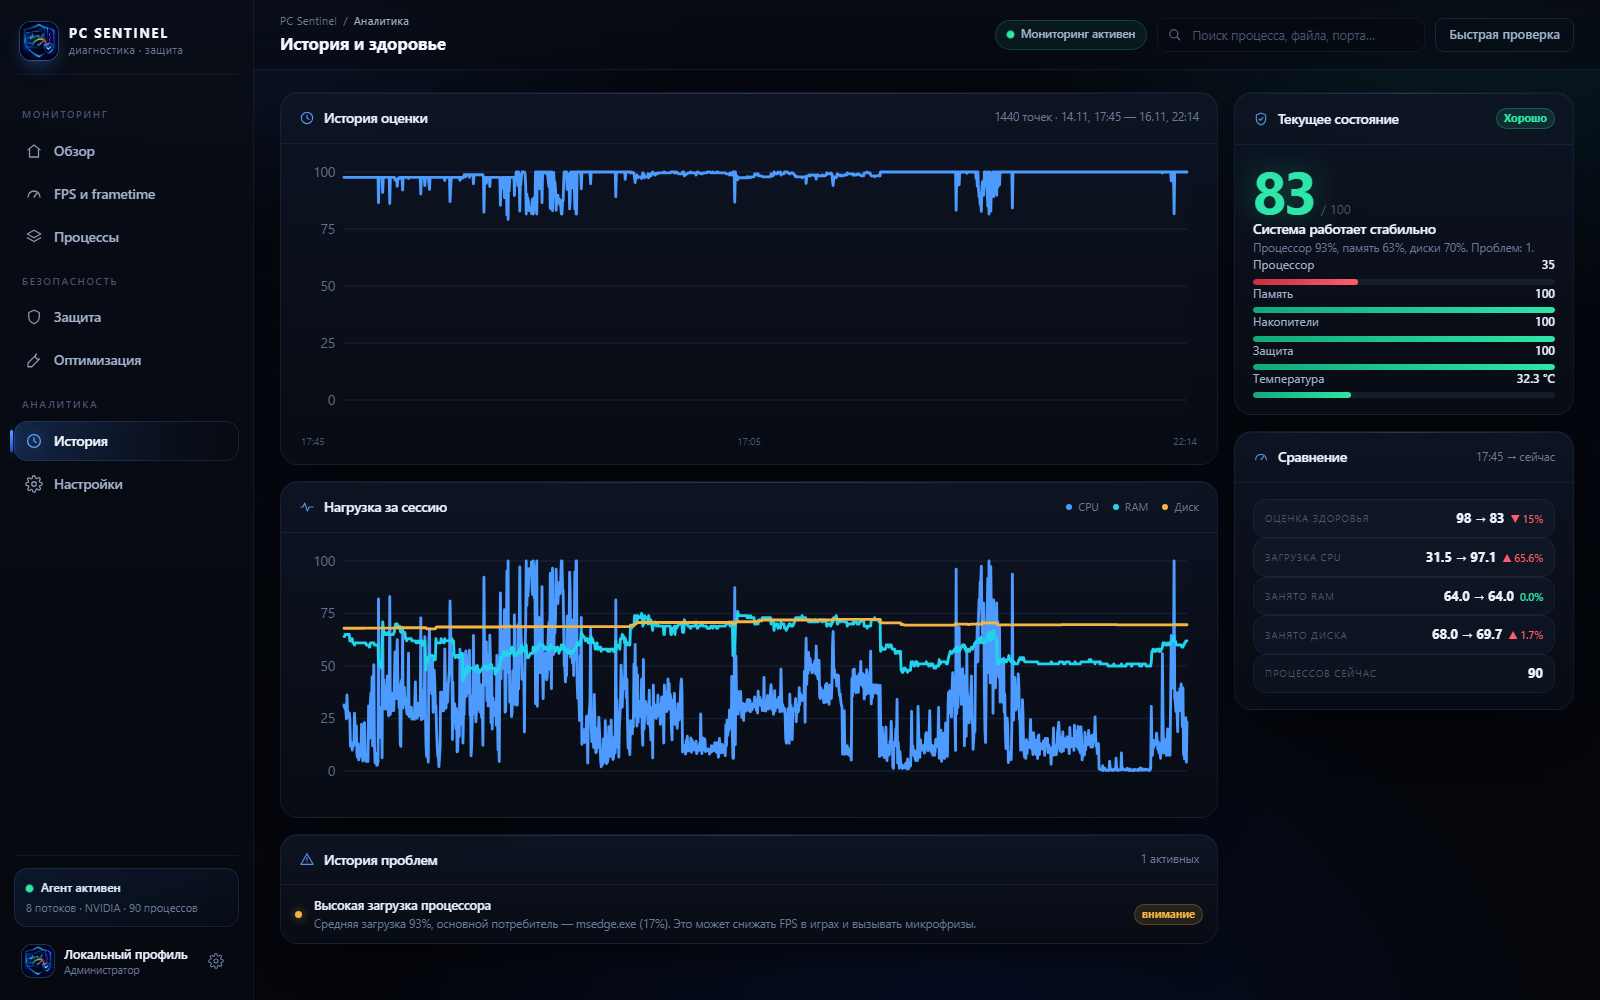 PC SENTINEL
диагностика · защита
МОНИТОРИНГ
Обзор
FPS и frametime
Процессы
БЕЗОПАСНОСТЬ
Защита
Оптимизация
АНАЛИТИКА
История
Настройки
Агент активен
8 потоков · NVIDIA · 90 процессов
Локальный профиль
Администратор
PC Sentinel / Аналитика
История и здоровье
Мониторинг активен
Поиск процесса, файла, порта...
Быстрая проверка
История оценки
1440 точек · 14.11, 17:45 — 16.11, 22:14
100
75
50
25
0
17:45 17:05 22:14
Нагрузка за сессию
CPU RAM Диск
100
75
50
25
0
История проблем
1 активных
Высокая загрузка процессора
Средняя загрузка 93%, основной потребитель — msedge.exe (17%). Это может снижать FPS в играх и вызывать микрофризы.
внимание
Текущее состояние
Хорошо
83 / 100
Система работает стабильно
Процессор 93%, память 63%, диски 70%. Проблем: 1.
Процессор 35
Память 100
Накопители 100
Защита 100
Температура 32.3 °C
Сравнение
17:45 → сейчас
ОЦЕНКА ЗДОРОВЬЯ 98 → 83 ▼ 15%
ЗАГРУЗКА CPU 31.5 → 97.1 ▲ 65.6%
ЗАНЯТО RAM 64.0 → 64.0 0.0%
ЗАНЯТО ДИСКА 68.0 → 69.7 ▲ 1.7%
ПРОЦЕССОВ СЕЙЧАС 90